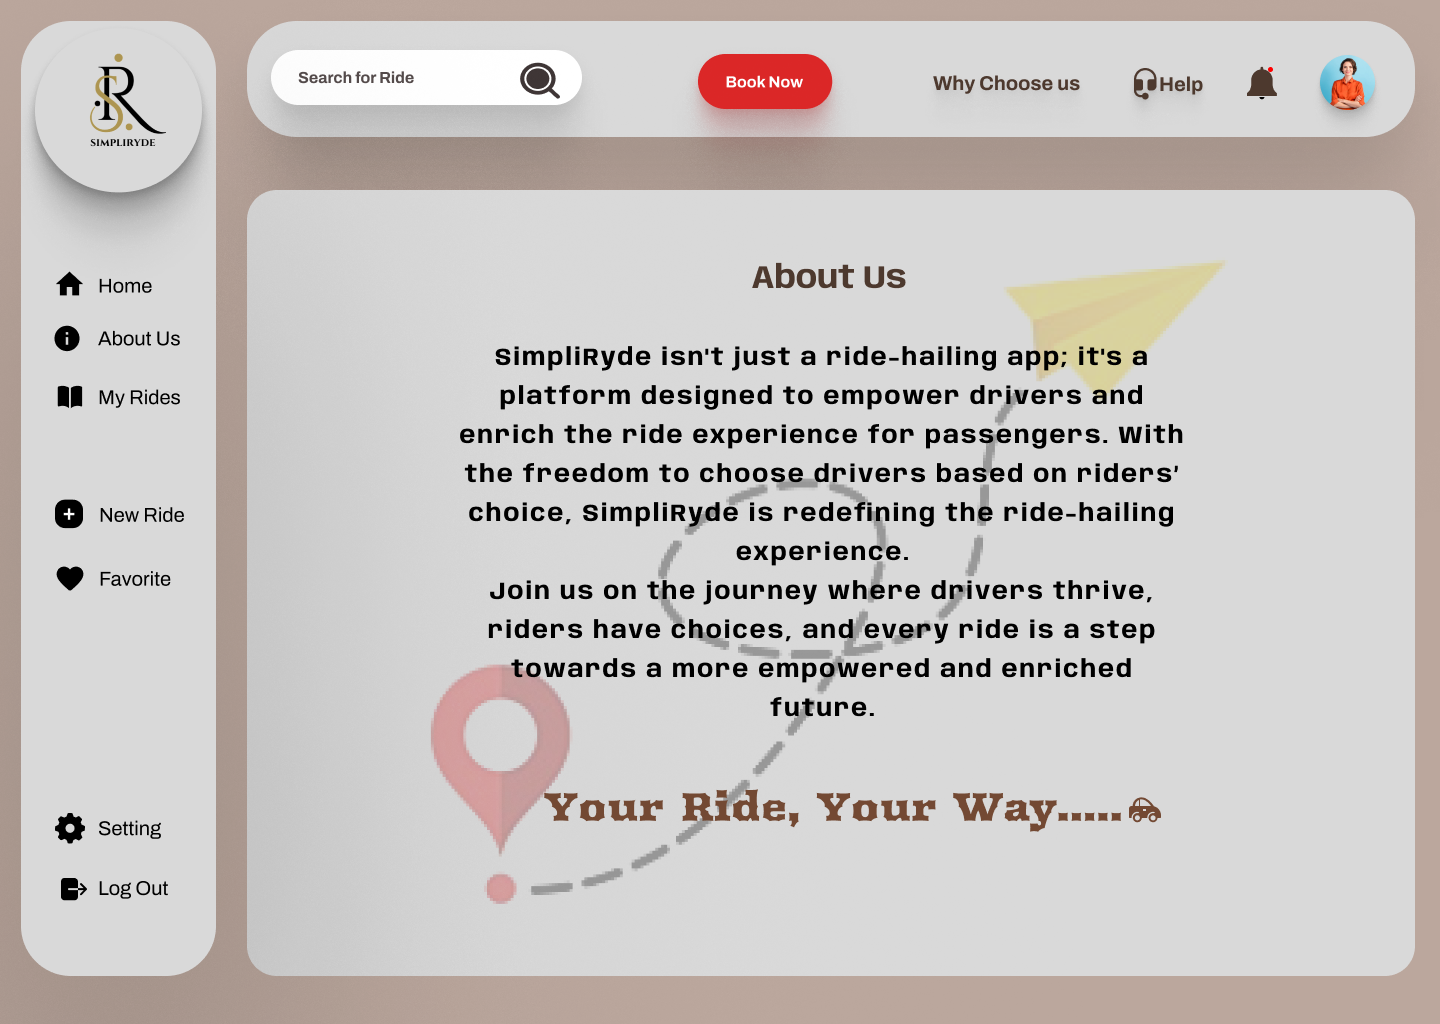 SR
SIMPLIRYDE
Search for Ride
Book Now
Why Choose us
Help
Home
About Us
My Rides
New Ride
Favorite
Setting
Log Out
About Us
SimpliRyde isn't just a ride-hailing app; it's a
platform designed to empower drivers and
enrich the ride experience for passengers. With
the freedom to choose drivers based on riders’
choice, SimpliRyde is redefining the ride-hailing
experience.
Join us on the journey where drivers thrive,
riders have choices, and every ride is a step
towards a more empowered and enriched
future.
Your Ride, Your Way.....